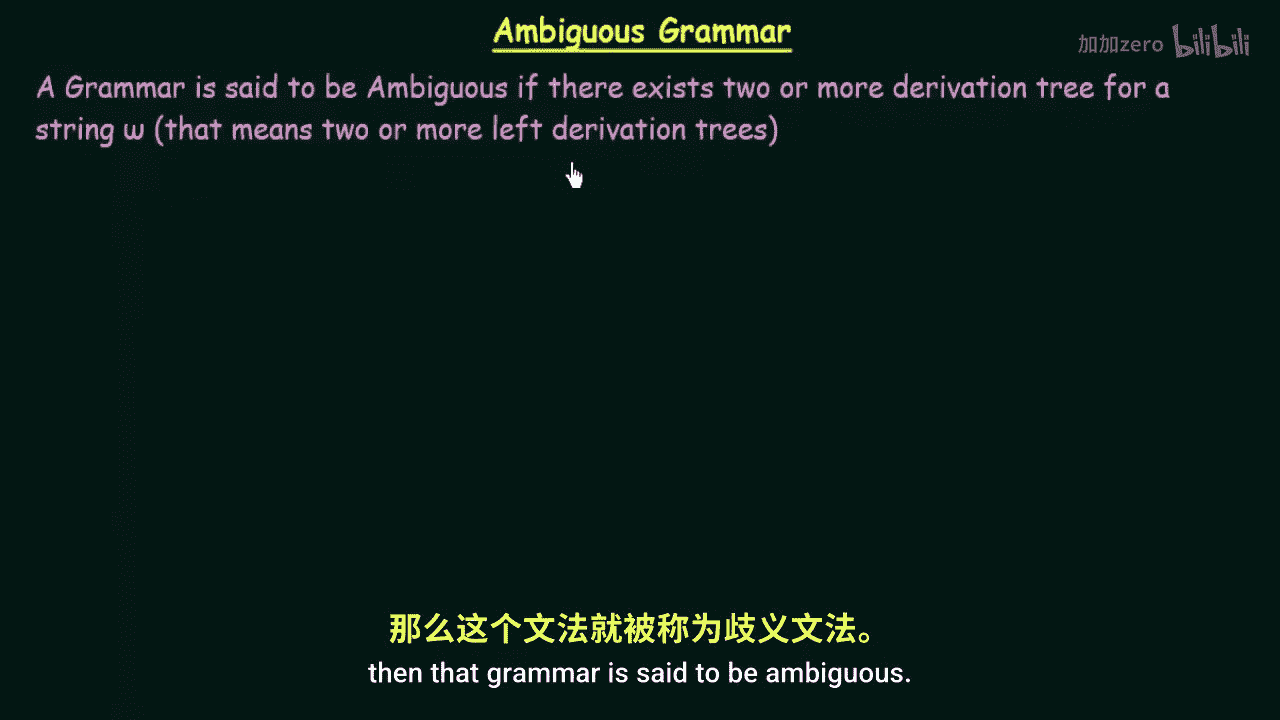 Ambiguous Grammar
加加zero bilibili
A Grammar is said to be Ambiguous if there exists two or more derivation tree for a
string ω (that means two or more left derivation trees)
那么这个文法就被称为歧义文法。
then that grammar is said to be ambiguous.